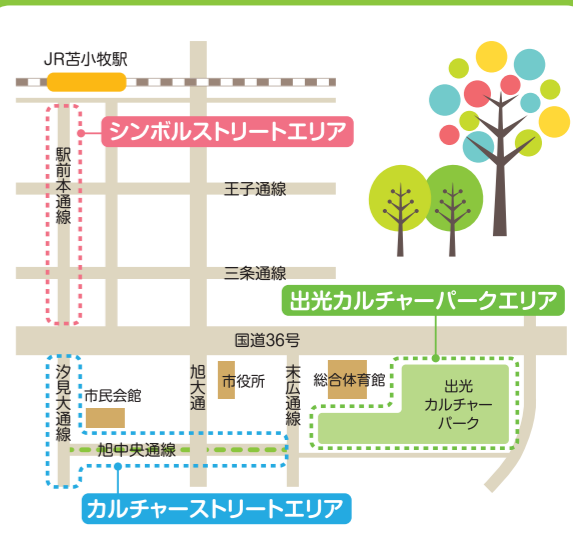 JR苫小牧駅
シンボルストリートエリア
駅前本通線
王子通線
三条通線
出光カルチャーパークエリア
国道36号
汐見大通線
市民会館
旭大通
市役所
末広通線
総合体育館
出光
カルチャー
パーク
旭中央通線
カルチャーストリートエリア